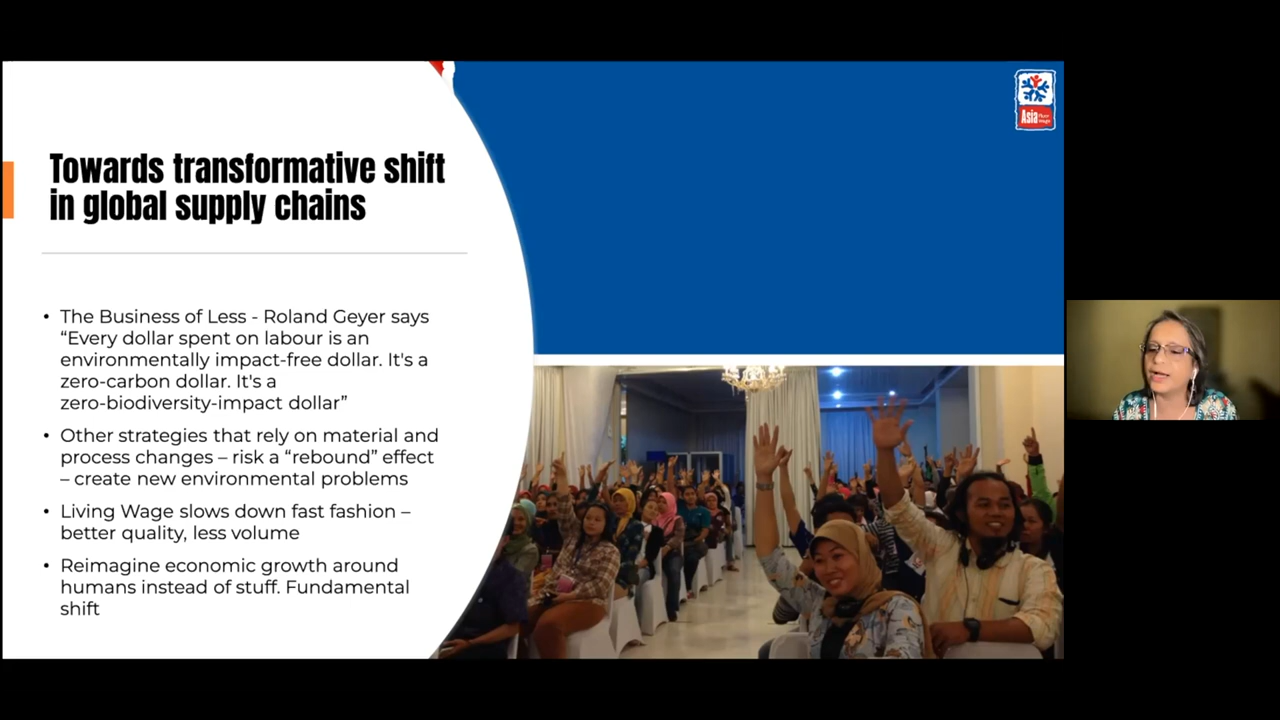 Towards transformative shift
in global supply chains
• The Business of Less - Roland Geyer says
“Every dollar spent on labour is an
environmentally impact-free dollar. It's a
zero-carbon dollar. It's a
zero-biodiversity-impact dollar”
• Other strategies that rely on material and
process changes – risk a “rebound” effect
– create new environmental problems
• Living Wage slows down fast fashion –
better quality, less volume
• Reimagine economic growth around
humans instead of stuff. Fundamental
shift
Asia Floor
Wage